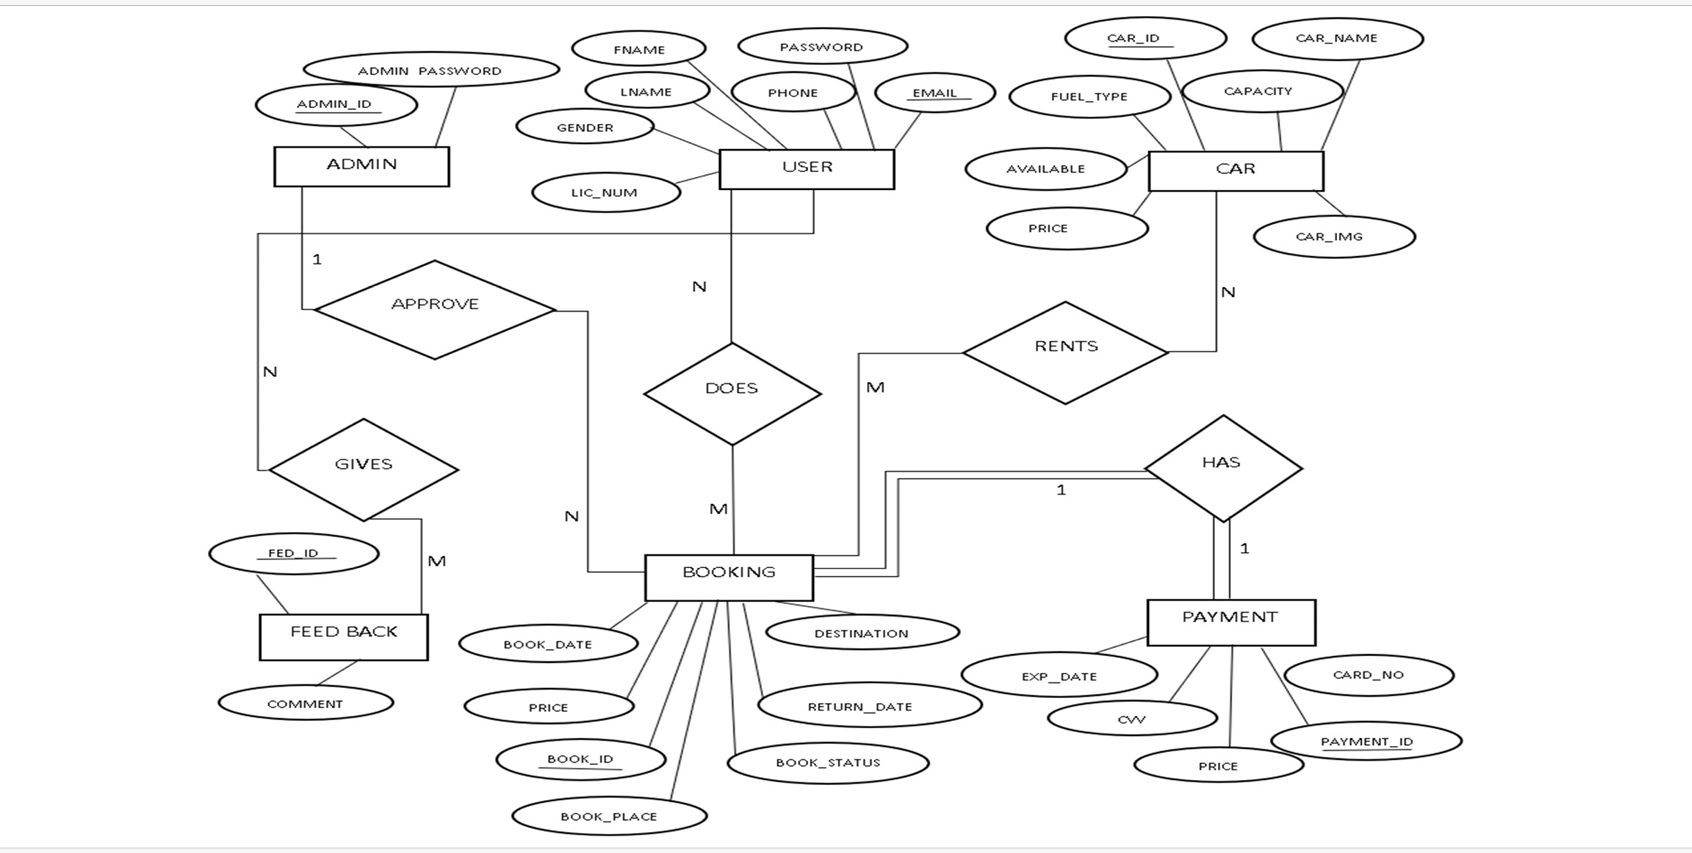 FNAME
PASSWORD
CAR_ID
CAR_NAME
ADMIN PASSWORD
LNAME
PHONE
EMAIL
FUEL_TYPE
CAPACITY
ADMIN_ID
GENDER
ADMIN
USER
AVAILABLE
CAR
LIC_NUM
PRICE
CAR_IMG
1
N
N
APPROVE
RENTS
N
DOES
M
GIVES
HAS
1
M
N
1
FED_ID
M
BOOKING
PAYMENT
FEED BACK
BOOK_DATE
DESTINATION
EXP_DATE
CARD_NO
COMMENT
PRICE
RETURN_DATE
CVV
PAYMENT_ID
BOOK_ID
BOOK_STATUS
PRICE
BOOK_PLACE